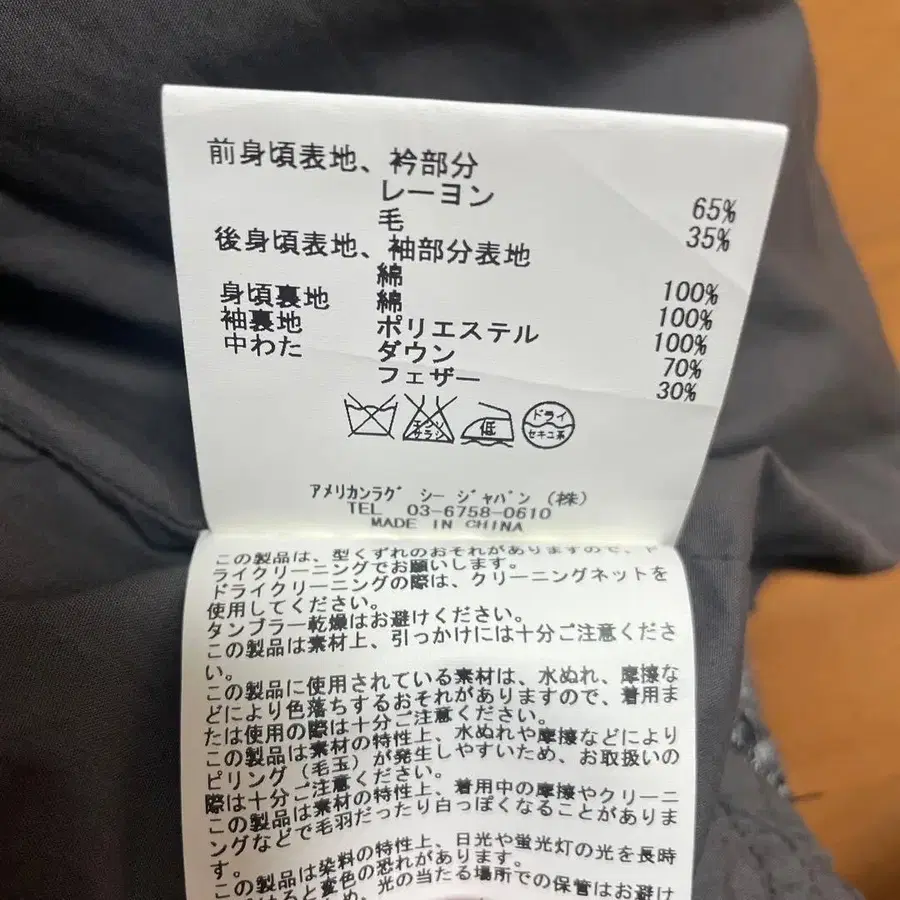 前身頃表地、衿部分
レーヨン 65%
毛 35%
後身頃表地、袖部分表地
綿 100%
身頃裏地 綿 100%
袖裏地 ポリエステル 100%
中わた ダウン 70%
フェザー 30%
エンソサラシ 低 ドライ セキユ系
アメリカンラグ シー ジャパン (株)
TEL 03-6758-0610
MADE IN CHINA
この製品は、型くずれのおそれがありますので、ド
ライクリーニングでお願いします。
ドライクリーニングの際は、クリーニングネットを
使用してください。
タンブラー乾燥はお避けください。
この製品は素材上、引っかけには十分ご注意くださ
い。
この製品に使用されている素材は、水ぬれ、摩擦な
どにより色落ちするおそれがありますので、着用ま
たは使用の際は十分ご注意ください。
この製品は素材の特性上、水ぬれや摩擦などにより
ピリング（毛玉）が発生しやすいため、お取扱いの
際は十分ご注意ください。
この製品は素材の特性上、着用中の摩擦やクリーニ
ングなどで毛羽だったり白っぽくなることがありま
す。
この製品は染料の特性上、日光や蛍光灯の光を長時
けると変色の恐れがあります。
ため、光の当たる場所での保管はお避け